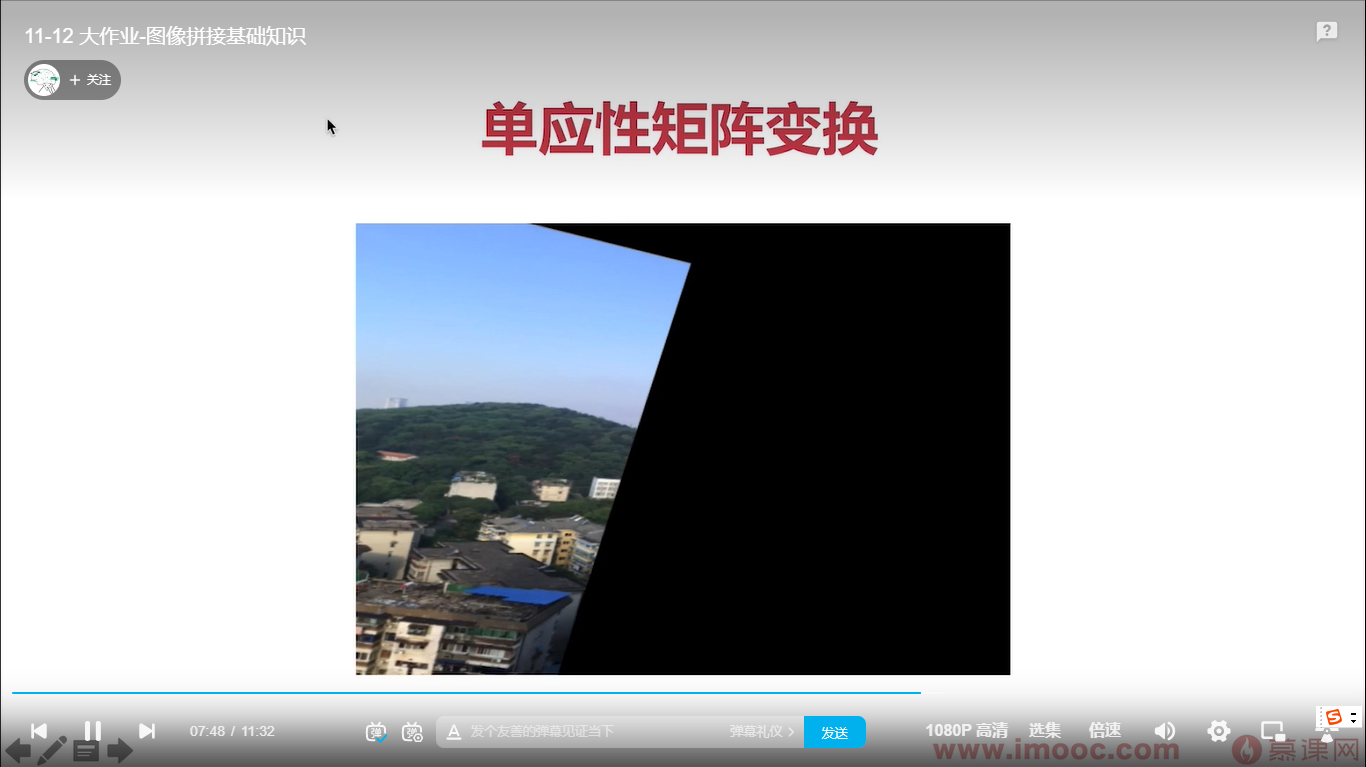 11-12 大作业-图像拼接基础知识
+ 关注
单应性矩阵变换
07:48 / 11:32
弹
弹
A 发个友善的弹幕见证当下
弹幕礼仪 >
发送
1080P 高清
选集
倍速
www.imooc.com
慕课网